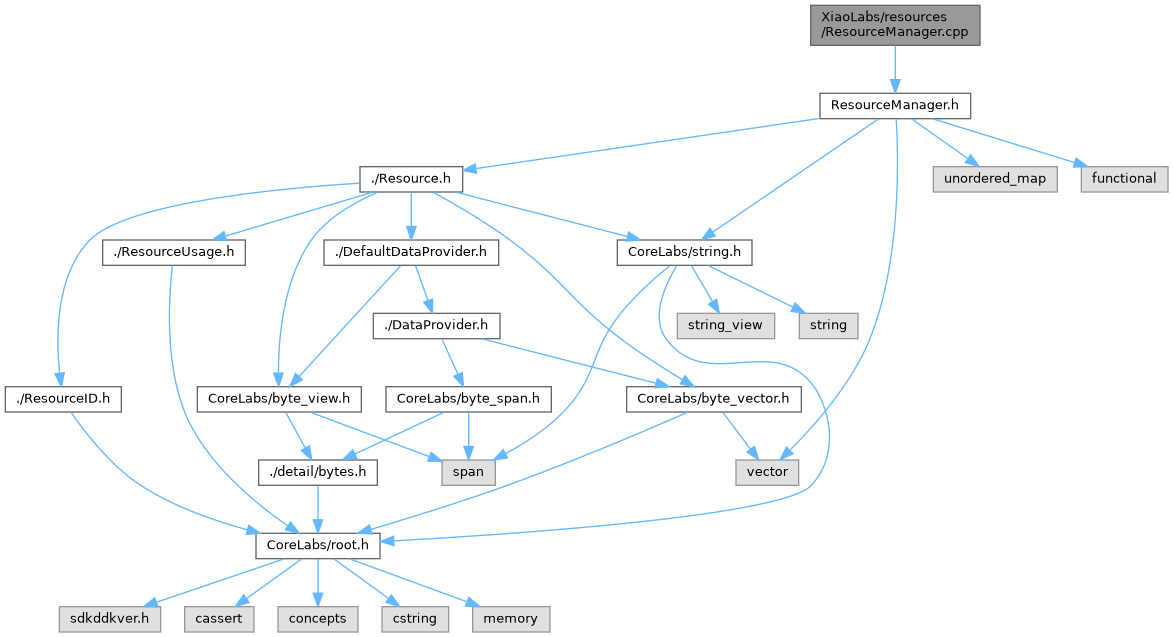 XiaoLabs/resources
/ResourceManager.cpp
ResourceManager.h
./Resource.h
unordered_map
functional
./ResourceUsage.h
./DefaultDataProvider.h
CoreLabs/string.h
./DataProvider.h
string_view
string
./ResourceID.h
CoreLabs/byte_view.h
CoreLabs/byte_span.h
CoreLabs/byte_vector.h
./detail/bytes.h
span
vector
CoreLabs/root.h
sdkddkver.h
cassert
concepts
cstring
memory